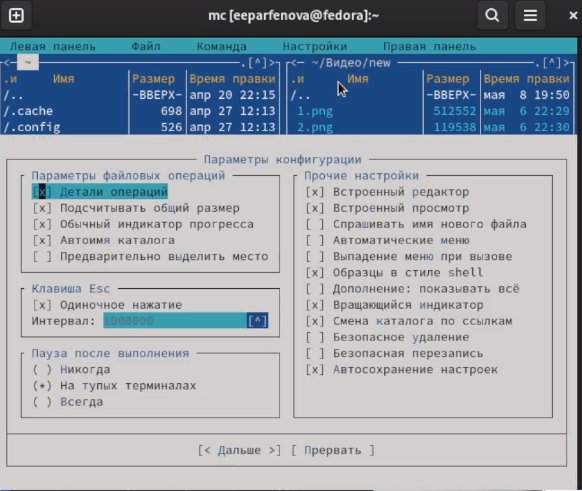 mc [eeparfenova@fedora]:~
Левая панель Файл Команда Настройки Правая панель
<— ~ .[^]> <— ~/Видео/new .[^]>
.и Имя Размер Время правки .и Имя Размер Время правки
/.. -ВВЕРХ- апр 20 22:15 /.. -ВВЕРХ- мая 8 19:50
/.cache 698 апр 27 12:13 1.png 512552 мая 6 22:29
/.config 526 апр 27 12:13 2.png 119538 мая 6 22:30
Параметры конфигурации
Параметры файловых операций
[x] Детали операций
[x] Подсчитывать общий размер
[x] Обычный индикатор прогресса
[x] Автоимя каталога
[ ] Предварительно выделить место
Клавиша Esc
[x] Одиночное нажатие
Интервал: 1000000 [^]
Пауза после выполнения
( ) Никогда
(*) На тупых терминалах
( ) Всегда
Прочие настройки
[x] Встроенный редактор
[x] Встроенный просмотр
[ ] Спрашивать имя нового файла
[ ] Автоматические меню
[ ] Выпадение меню при вызове
[x] Образцы в стиле shell
[ ] Дополнение: показывать всё
[x] Вращающийся индикатор
[x] Смена каталога по ссылкам
[ ] Безопасное удаление
[ ] Безопасная перезапись
[x] Автосохранение настроек
[< Дальше >] [ Прервать ]